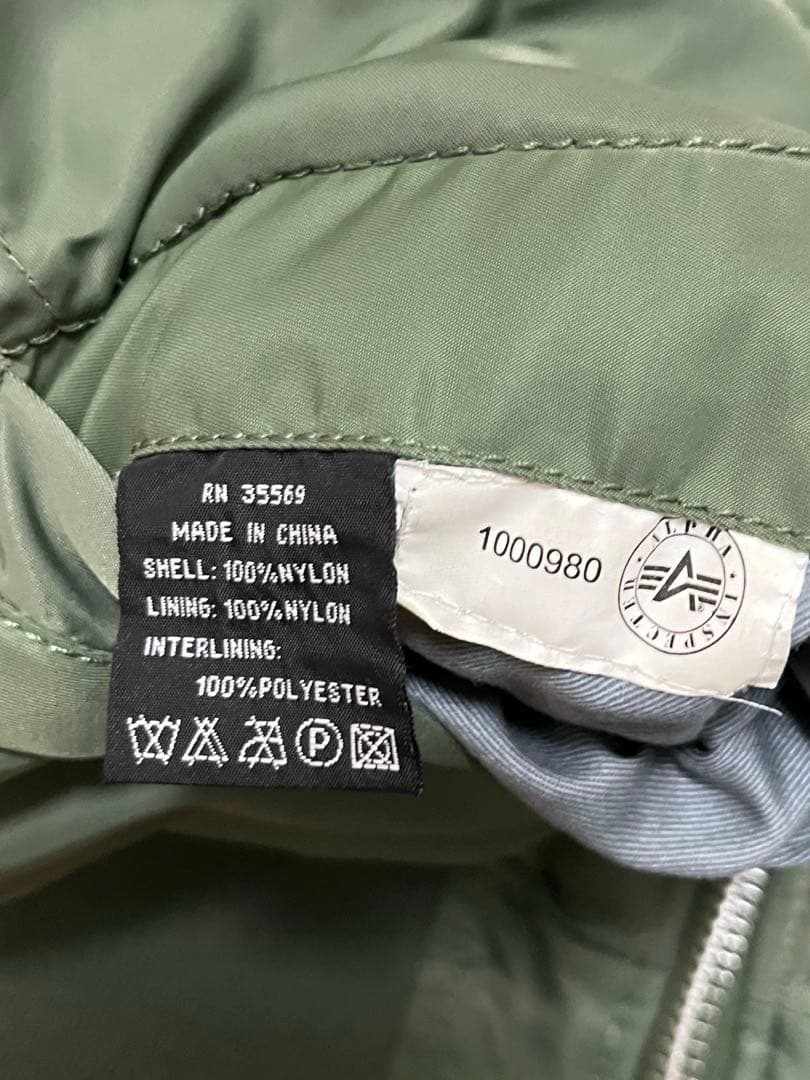 RN 35569
MADE IN CHINA
SHELL: 100%NYLON
LINING: 100%NYLON
INTERLINING:
100%POLYESTER
P
1000980
ALPHA
INSPECTED